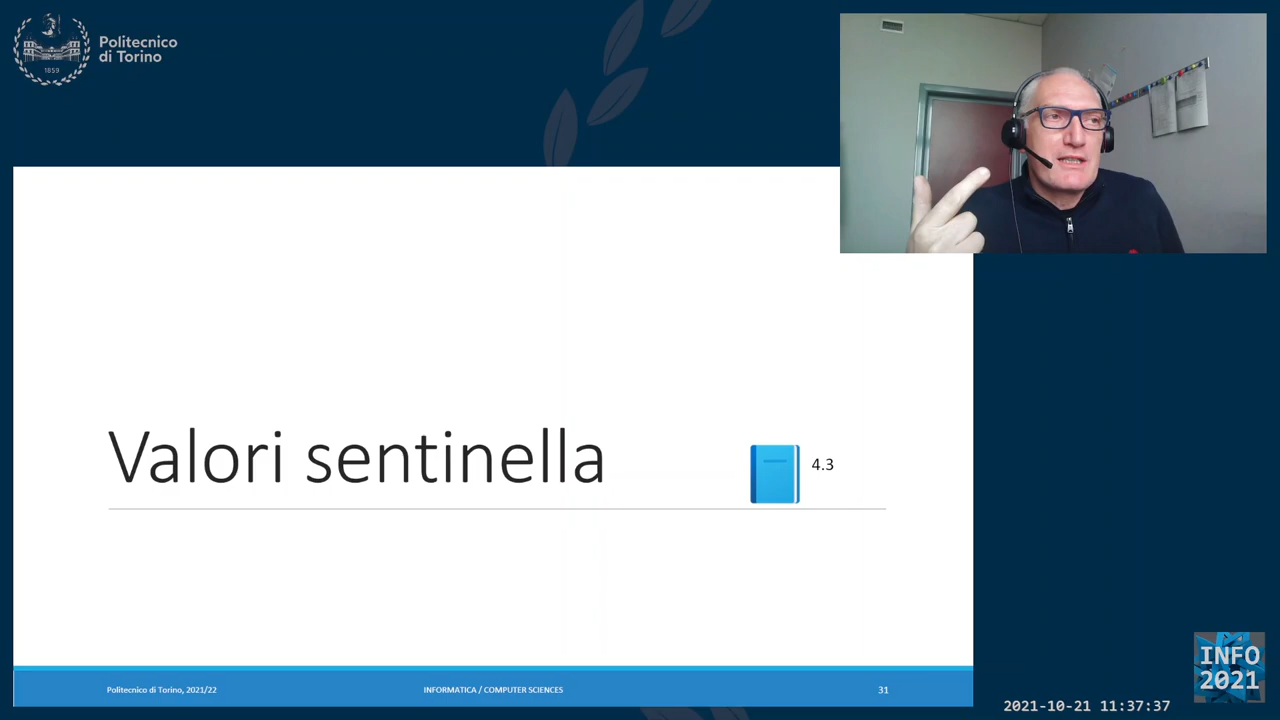 Politecnico
di Torino
1859
Valori sentinella
4.3
Politecnico di Torino, 2021/22
INFORMATICA / COMPUTER SCIENCES
31
INFO
2021
2021-10-21 11:37:37